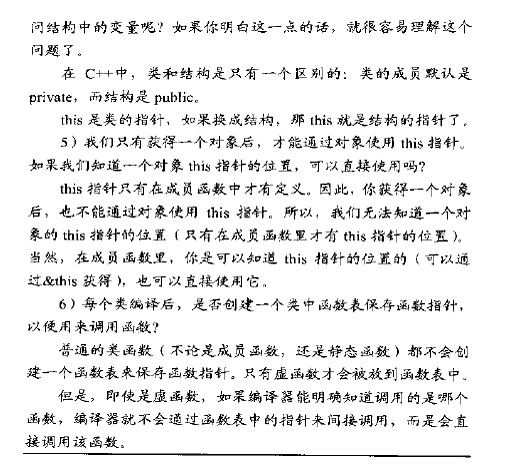 问结构中的变量呢？如果你明白这一点的话，就很容易理解这个
问题了。
在 C++中，类和结构是只有一个区别的：类的成员默认是
private，而结构是 public。
this 是类的指针，如果换成结构，那 this 就是结构的指针了。
5）我们只有获得一个对象后，才能通过对象使用 this 指针。
如果我们知道一个对象 this 指针的位置，可以直接使用吗？
this 指针只有在成员函数中才有定义。因此，你获得一个对象
后，也不能通过对象使用 this 指针。所以，我们无法知道一个对
象的 this 指针的位置（只有在成员函数里才有 this 指针的位置）。
当然，在成员函数里，你是可以知道 this 指针的位置的（可以通
过&this 获得），也可以直接使用它。
6）每个类编译后，是否创建一个类中函数表保存函数指针，
以便用来调用函数？
普通的类函数（不论是成员函数，还是静态函数）都不会创
建一个函数表来保存函数指针。只有虚函数才会被放到函数表中。
但是，即使是虚函数，如果编译器能明确知道调用的是哪个
函数，编译器就不会通过函数表中的指针来间接调用，而是会直
接调用该函数。